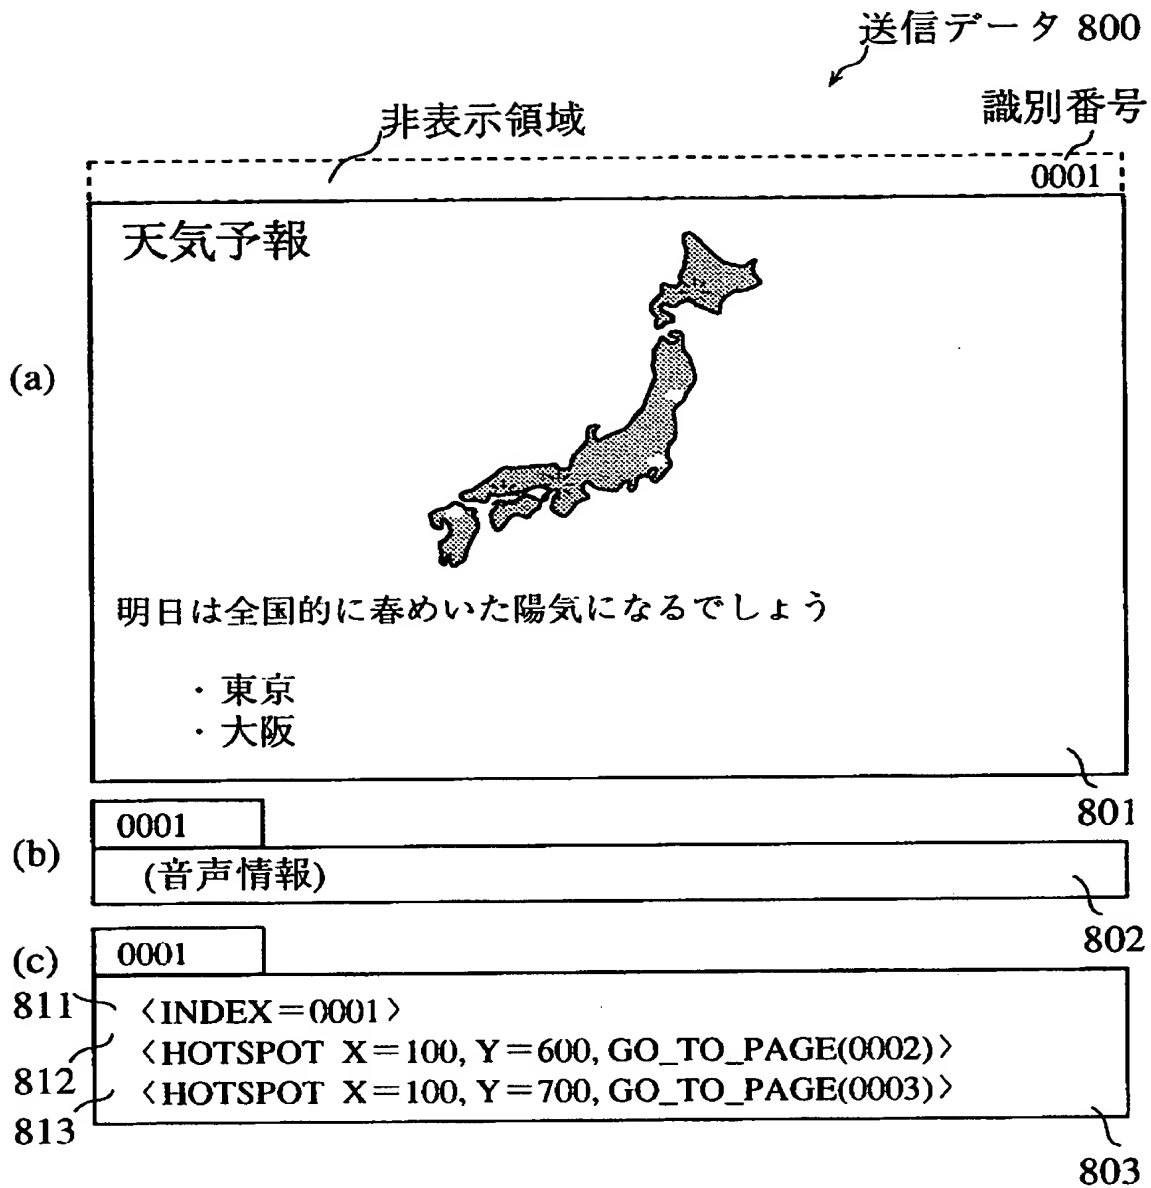 送信データ 800
識別番号
非表示領域
0001
天気予報
(a)
明日は全国的に春めいた陽気になるでしょう
・東京
・大阪
801
0001
(b)
(音声情報)
802
0001
(c)
811
〈INDEX=0001〉
〈HOTSPOT X=100, Y=600, GO_TO_PAGE(0002)〉
812
〈HOTSPOT X=100, Y=700, GO_TO_PAGE(0003)〉
813
803